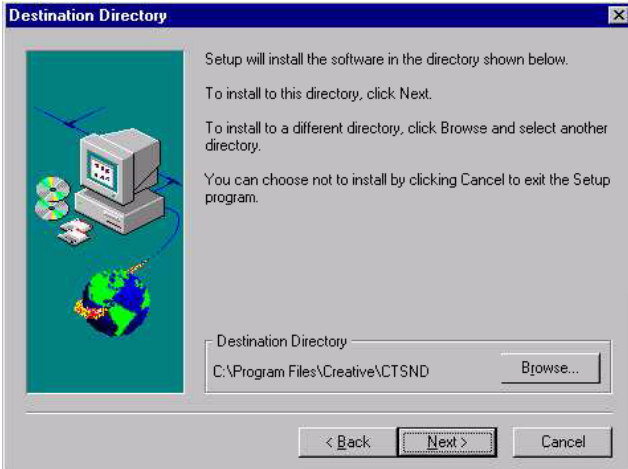 Destination Directory
Setup will install the software in the directory shown below.
To install to this directory, click Next.
To install to a different directory, click Browse and select another
directory.
You can choose not to install by clicking Cancel to exit the Setup
program.
Destination Directory
C:\Program Files\Creative\CTSND
Browse...
< Back
Next >
Cancel